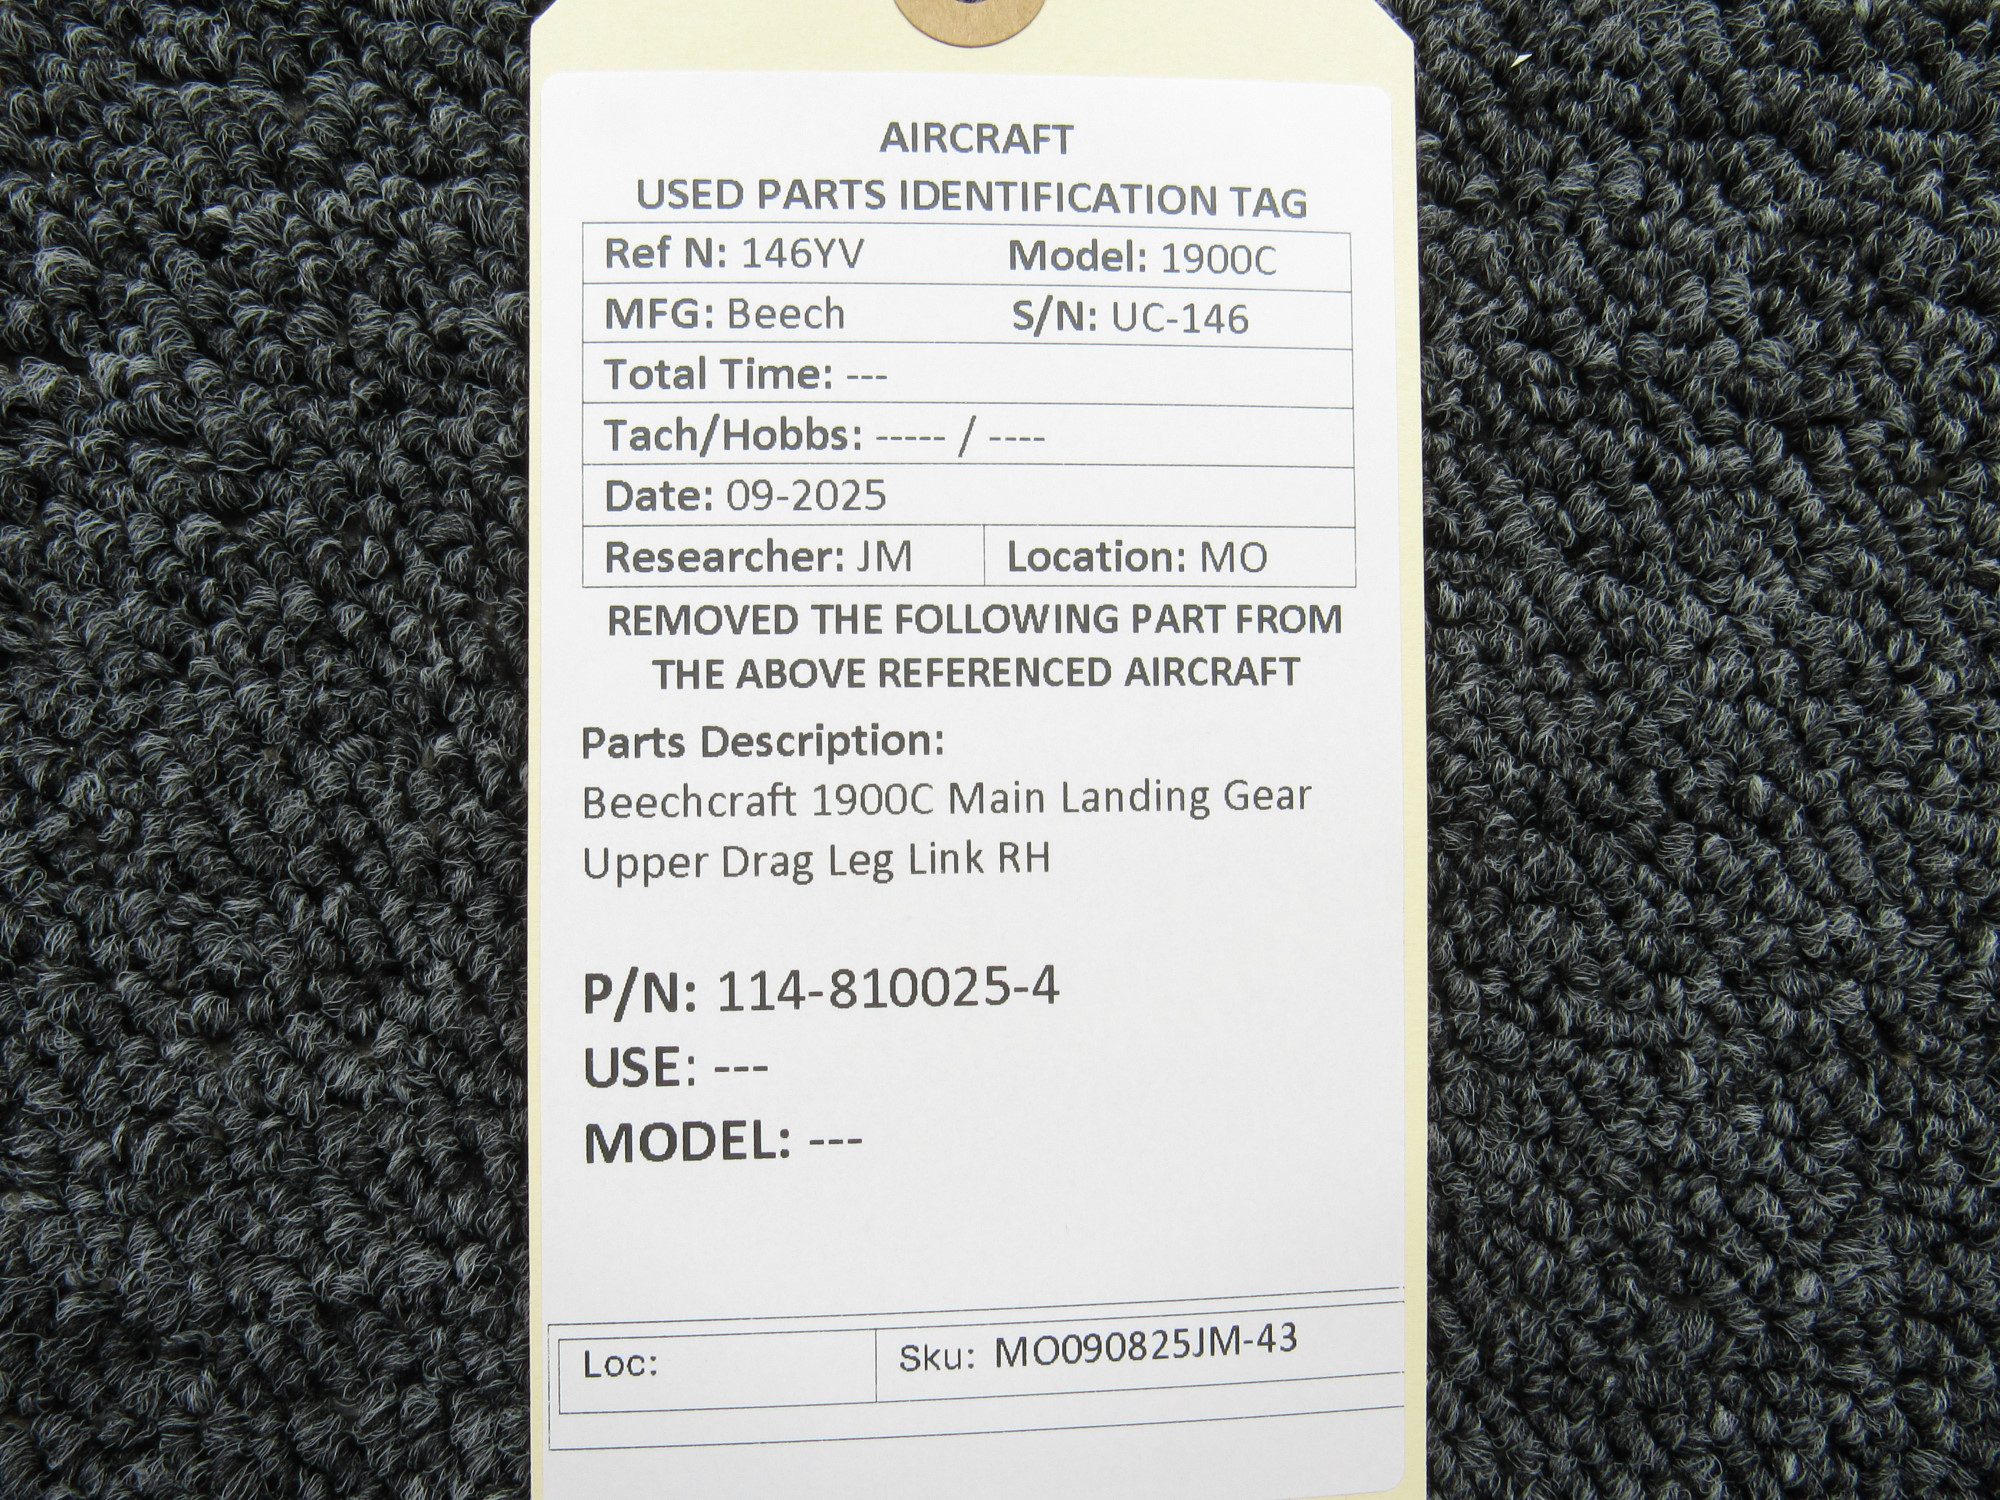 AIRCRAFT
USED PARTS IDENTIFICATION TAG
Ref N: 146YV Model: 1900C
MFG: Beech S/N: UC-146
Total Time: ---
Tach/Hobbs: ----- / ----
Date: 09-2025
Researcher: JM Location: MO
REMOVED THE FOLLOWING PART FROM
THE ABOVE REFERENCED AIRCRAFT
Parts Description:
Beechcraft 1900C Main Landing Gear
Upper Drag Leg Link RH
P/N: 114-810025-4
USE: ---
MODEL: ---
Loc: Sku: MO090825JM-43